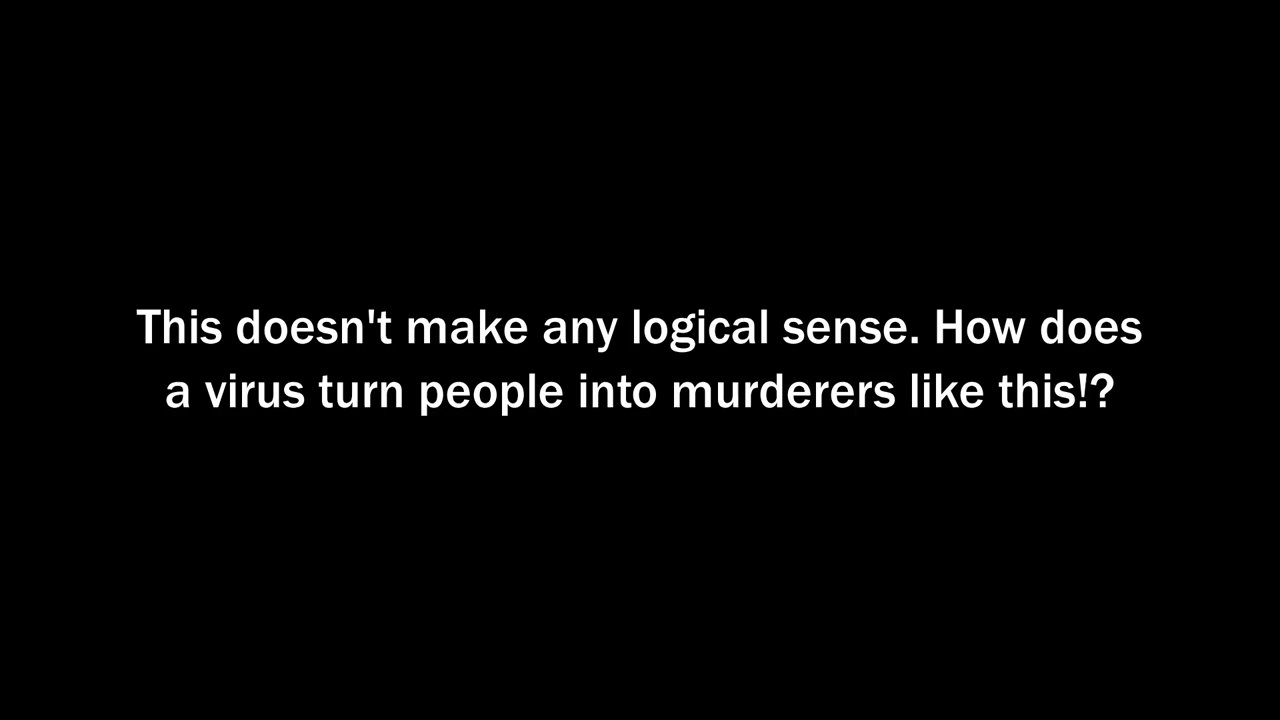 This doesn't make any logical sense. How does
a virus turn people into murderers like this!?